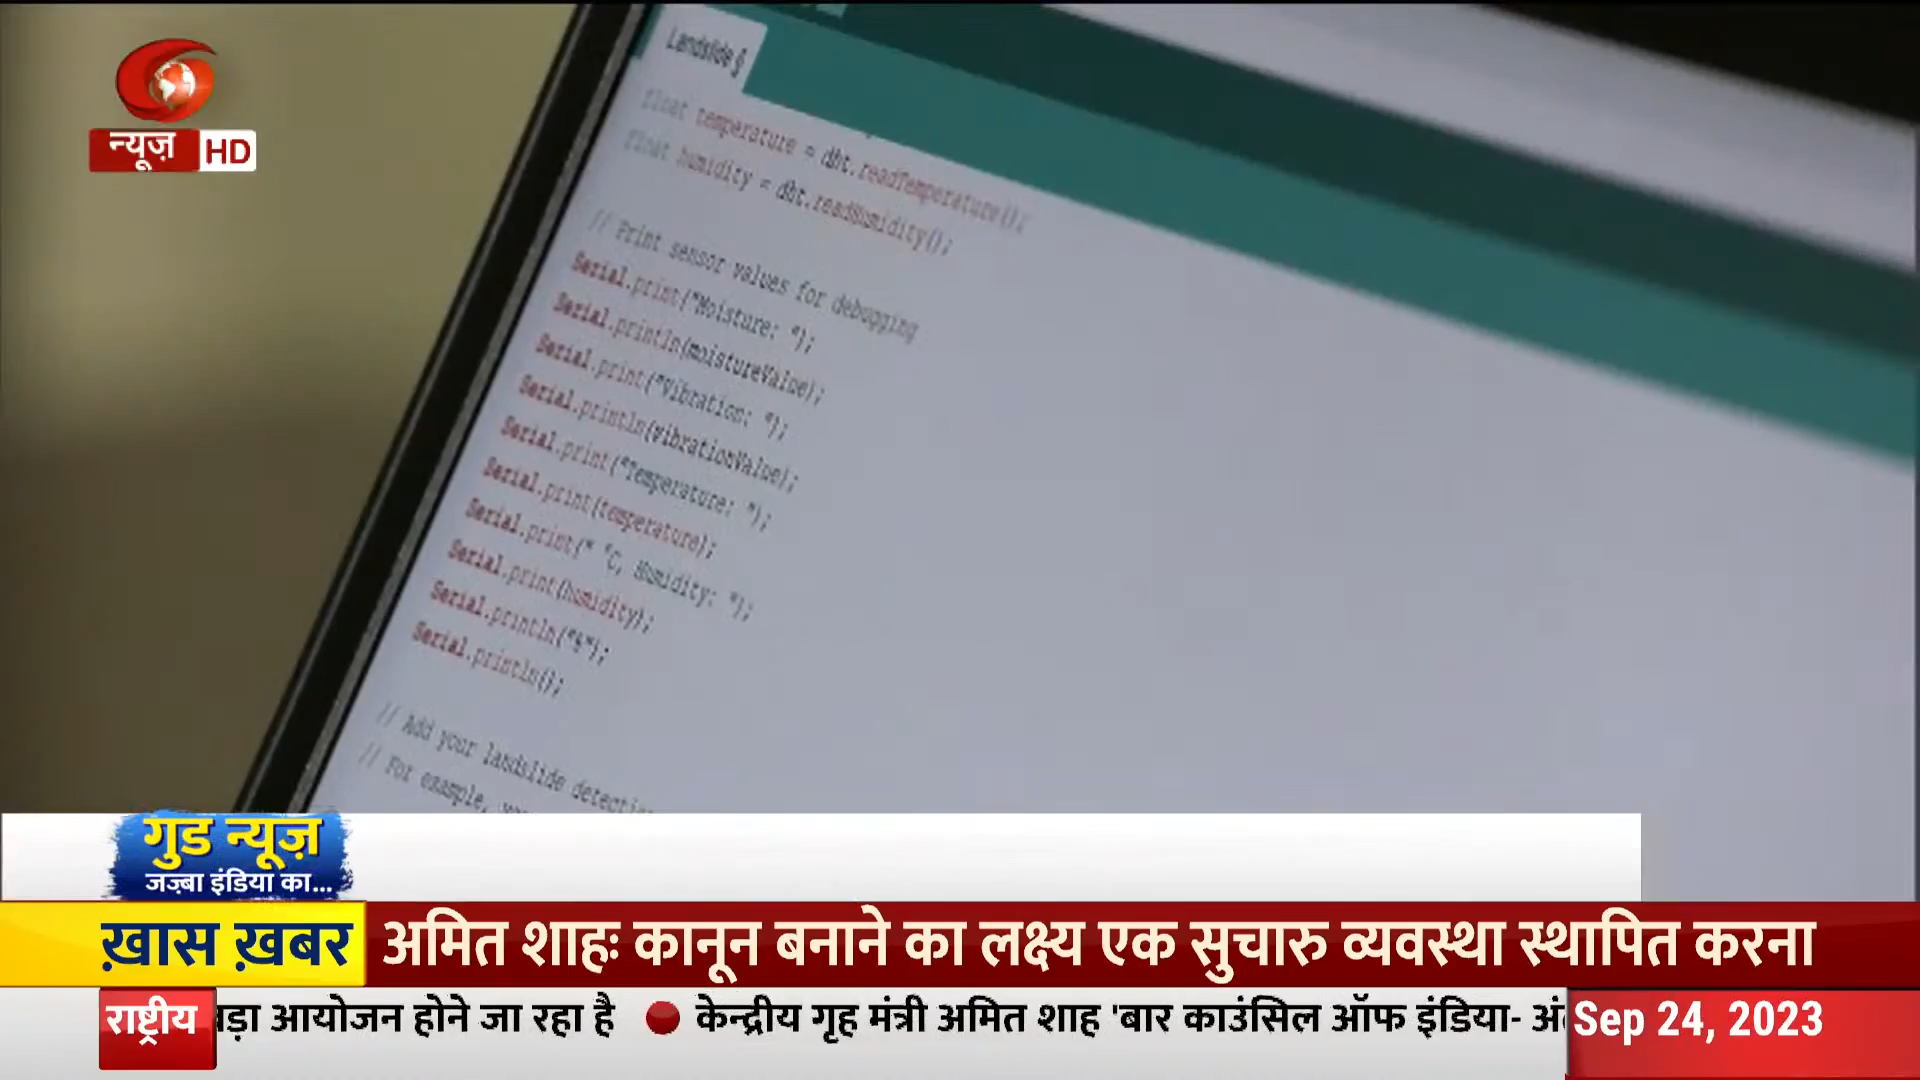 न्यूज़ HD
Landslide §
float temperature = dht.readTemperature();
float humidity = dht.readHumidity();
// Print sensor values for debugging
Serial.print("Moisture: ");
Serial.println(moistureValue);
Serial.print("Vibration: ");
Serial.println(vibrationValue);
Serial.print("Temperature: ");
Serial.print(temperature);
Serial.print(" °C, Humidity: ");
Serial.print(humidity);
Serial.println("%");
Serial.println();
// Add your landslide
// For example,
गुड न्यूज़
जज़्बा इंडिया का...
ख़ास ख़बर अमित शाहः कानून बनाने का लक्ष्य एक सुचारु व्यवस्था स्थापित करना
राष्ट्रीय आयोजन होने जा रहा है ● केन्द्रीय गृह मंत्री अमित शाह 'बार काउंसिल ऑफ इंडिया- Sep 24, 2023